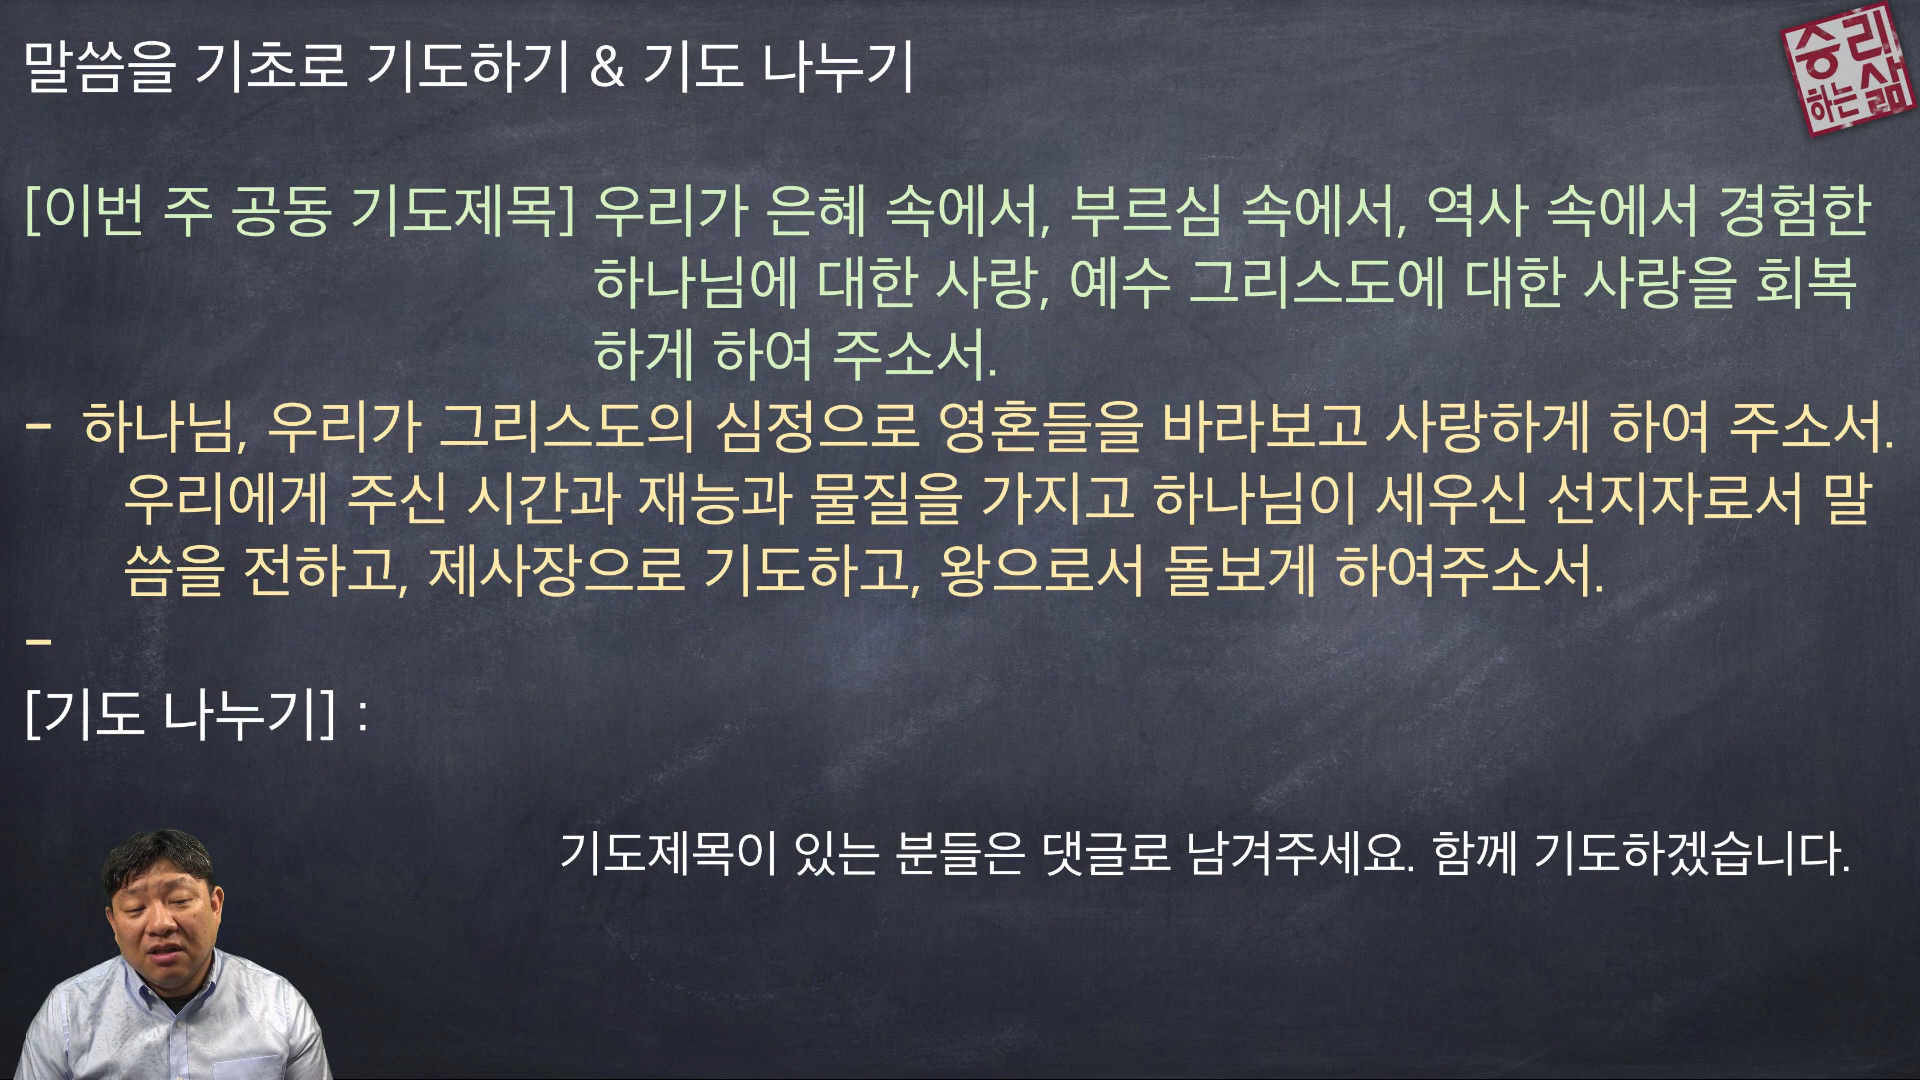 말씀을 기초로 기도하기 & 기도 나누기
승리
하는 삶
[이번 주 공동 기도제목] 우리가 은혜 속에서, 부르심 속에서, 역사 속에서 경험한
하나님에 대한 사랑, 예수 그리스도에 대한 사랑을 회복
하게 하여 주소서.
- 하나님, 우리가 그리스도의 심정으로 영혼들을 바라보고 사랑하게 하여 주소서.
우리에게 주신 시간과 재능과 물질을 가지고 하나님이 세우신 선지자로서 말
씀을 전하고, 제사장으로 기도하고, 왕으로서 돌보게 하여주소서.
-
[기도 나누기] :
기도제목이 있는 분들은 댓글로 남겨주세요. 함께 기도하겠습니다.